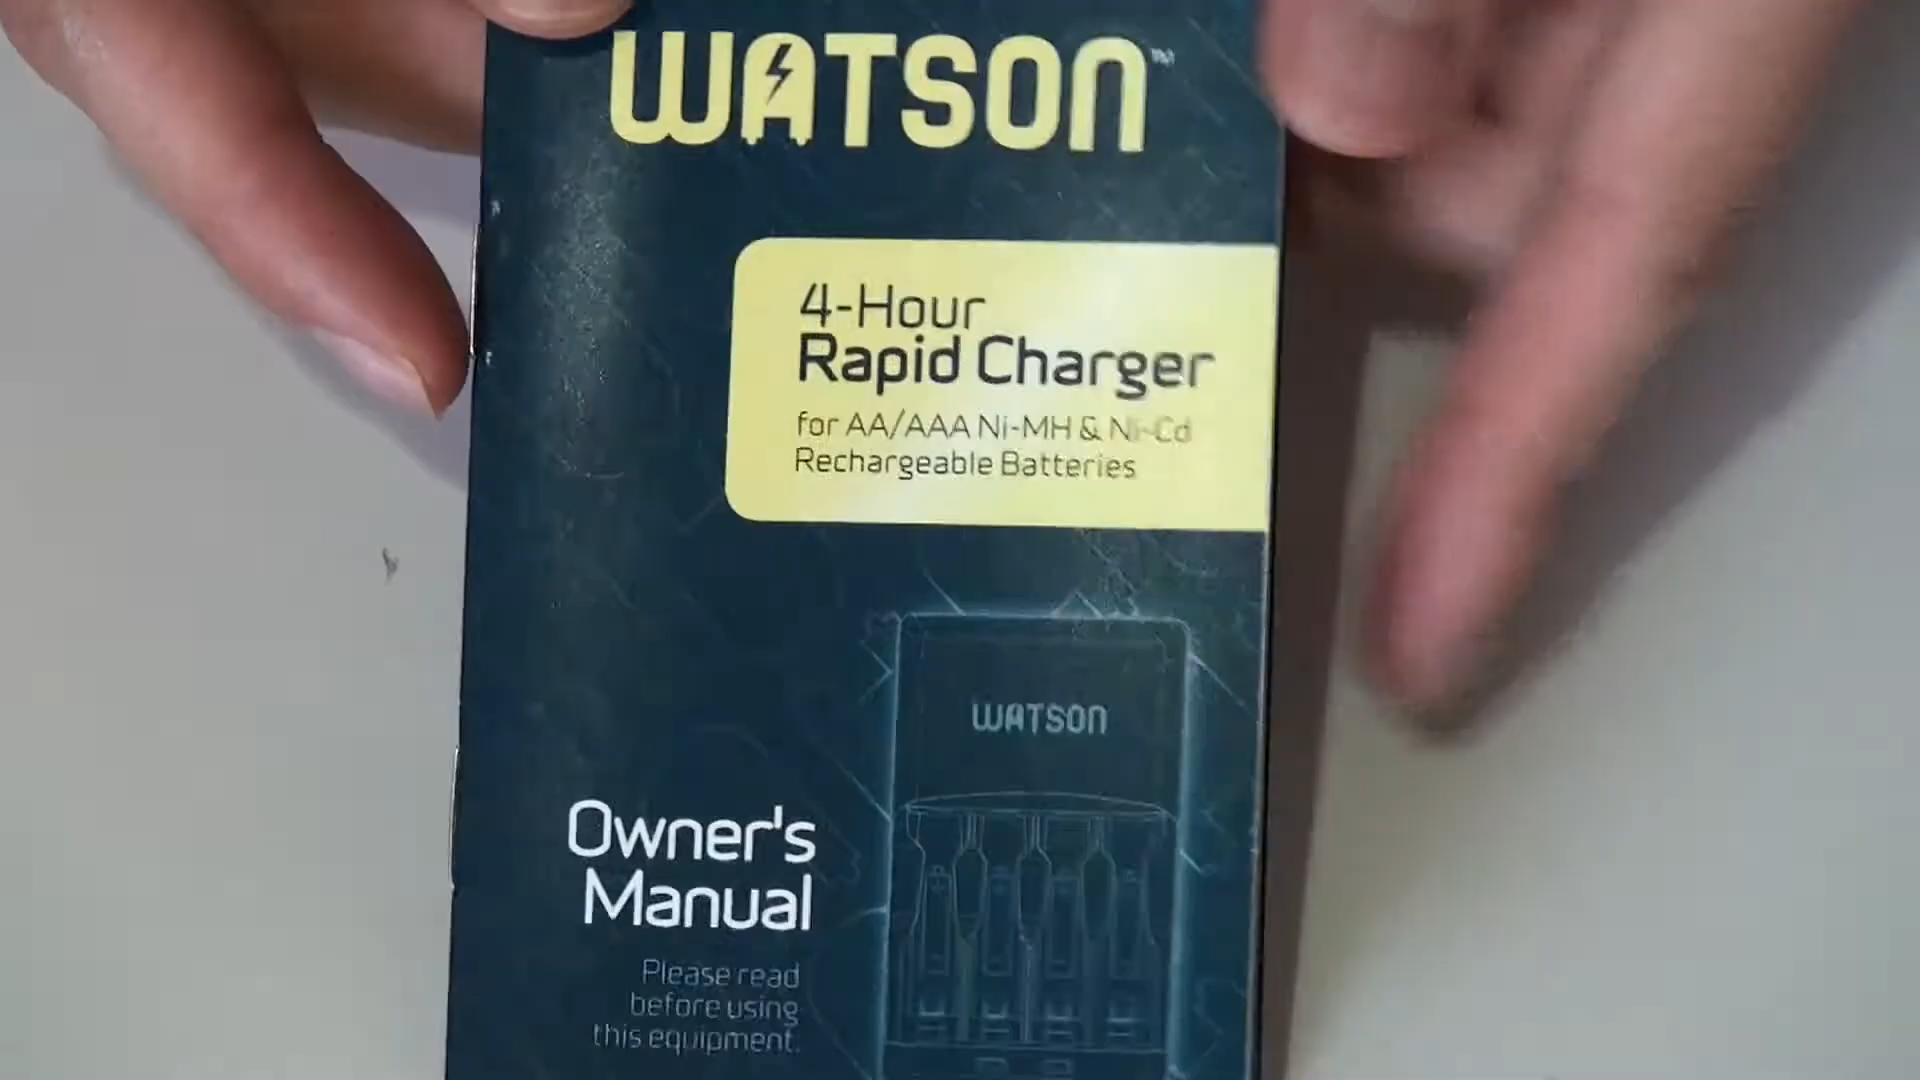 WATSON™
4-Hour
Rapid Charger
for AA/AAA Ni-MH & Ni-Cd
Rechargeable Batteries
WATSON
Owner's
Manual
Please read
before using
this equipment.